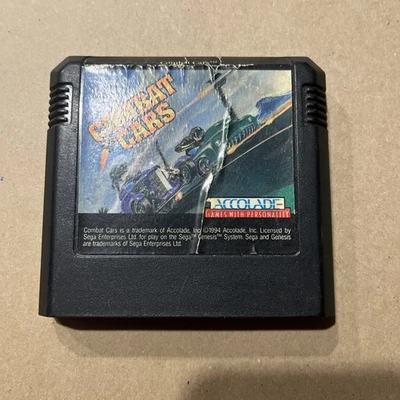 COMBAT
CARS
ACCOLADE
GAMES WITH PERSONALITY
Combat Cars is a trademark of Accolade, Inc. ©1994 Accolade, Inc. Licensed by
Sega Enterprises Ltd. for play on the Sega™ Genesis™ System. Sega and Genesis
are trademarks of Sega Enterprises Ltd.